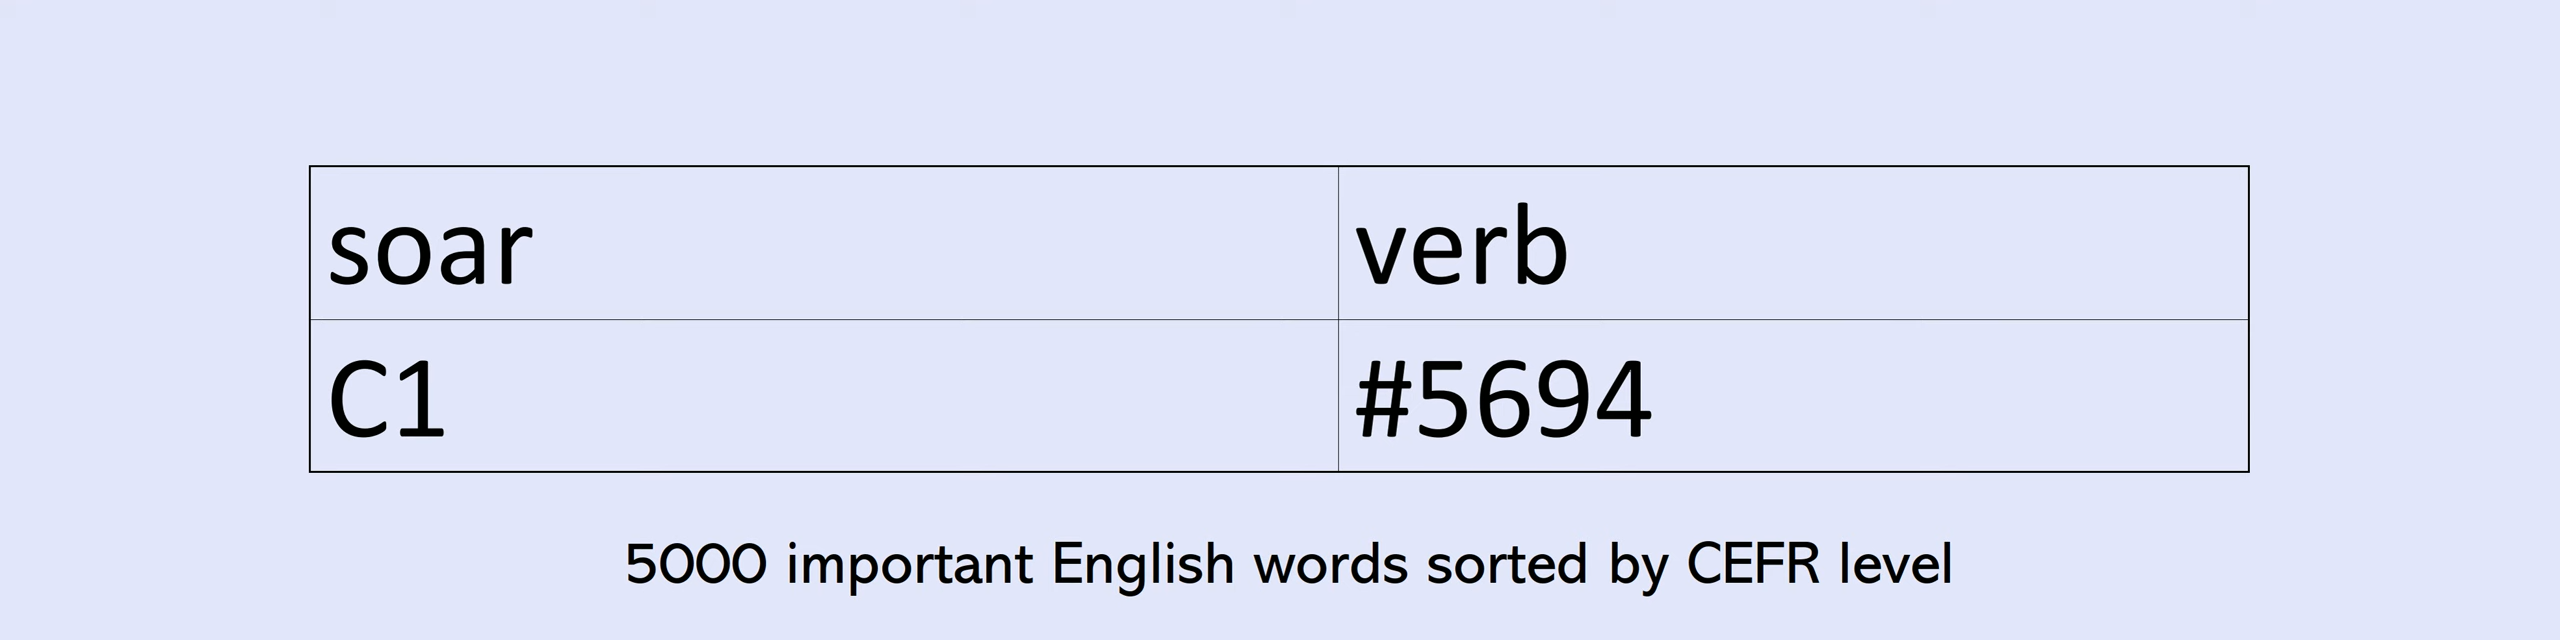 soar verb
C1 #5694
5000 important English words sorted by CEFR level